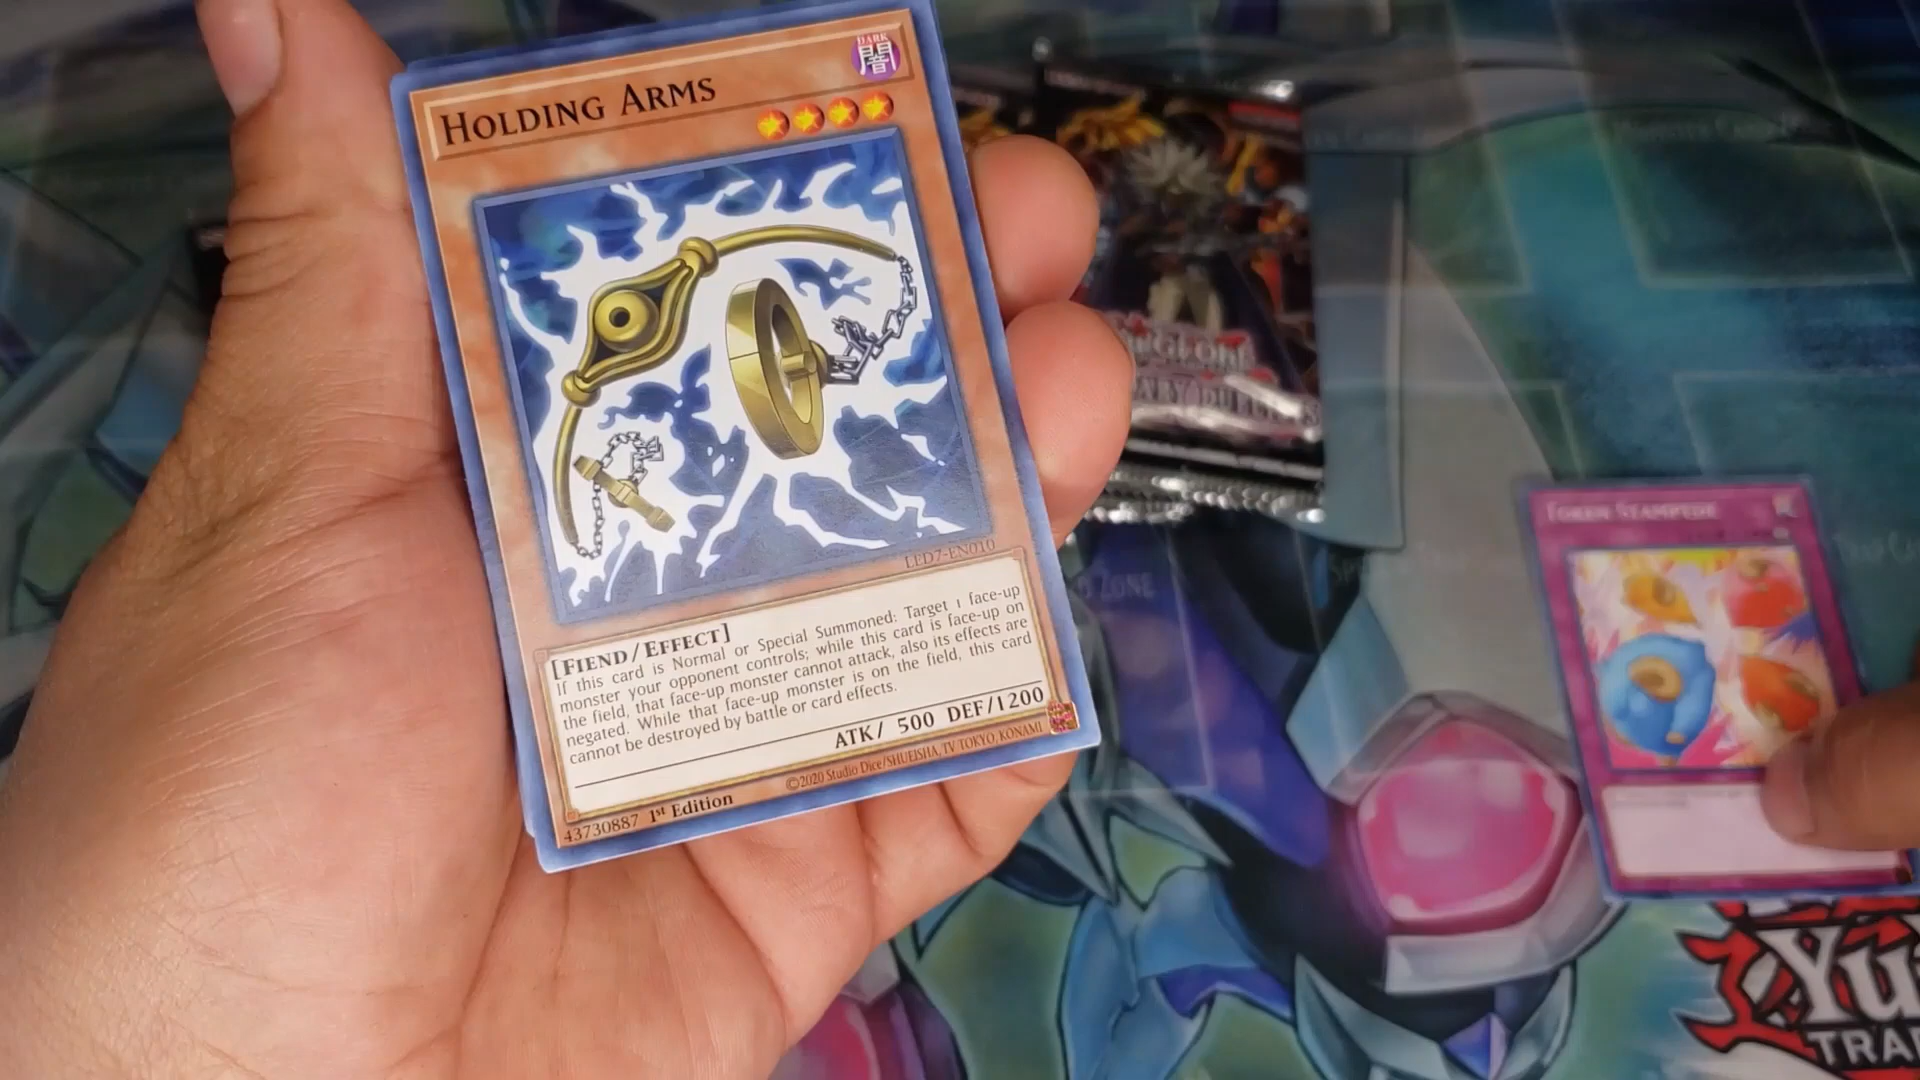 DARK
闇
HOLDING ARMS
LED7-EN010
[FIEND/EFFECT]
If this card is Normal or Special Summoned: Target 1 face-up
monster your opponent controls; while this card is face-up on
the field, that face-up monster cannot attack, also its effects are
negated. While that face-up monster is on the field, this card
cannot be destroyed by battle or card effects.
ATK/ 500 DEF/1200
43730887 1st Edition
©2020 Studio Dice/SHUEISHA, TV TOKYO, KONAMI
TOKEN STAMPEDE
ZONE
YU
TRA